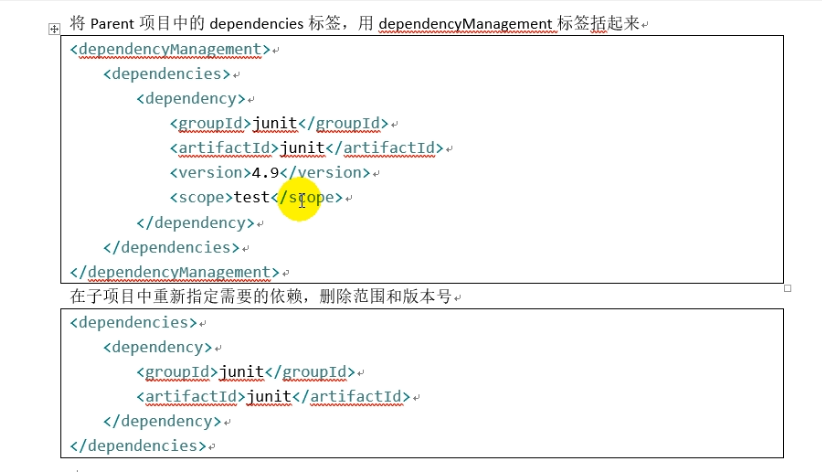 将 Parent 项目中的 dependencies 标签，用 dependencyManagement 标签括起来
<dependencyManagement>
<dependencies>
<dependency>
<groupId>junit</groupId>
<artifactId>junit</artifactId>
<version>4.9</version>
<scope>test</scope>
</dependency>
</dependencies>
</dependencyManagement>
在子项目中重新指定需要的依赖，删除范围和版本号
<dependencies>
<dependency>
<groupId>junit</groupId>
<artifactId>junit</artifactId>
</dependency>
</dependencies>